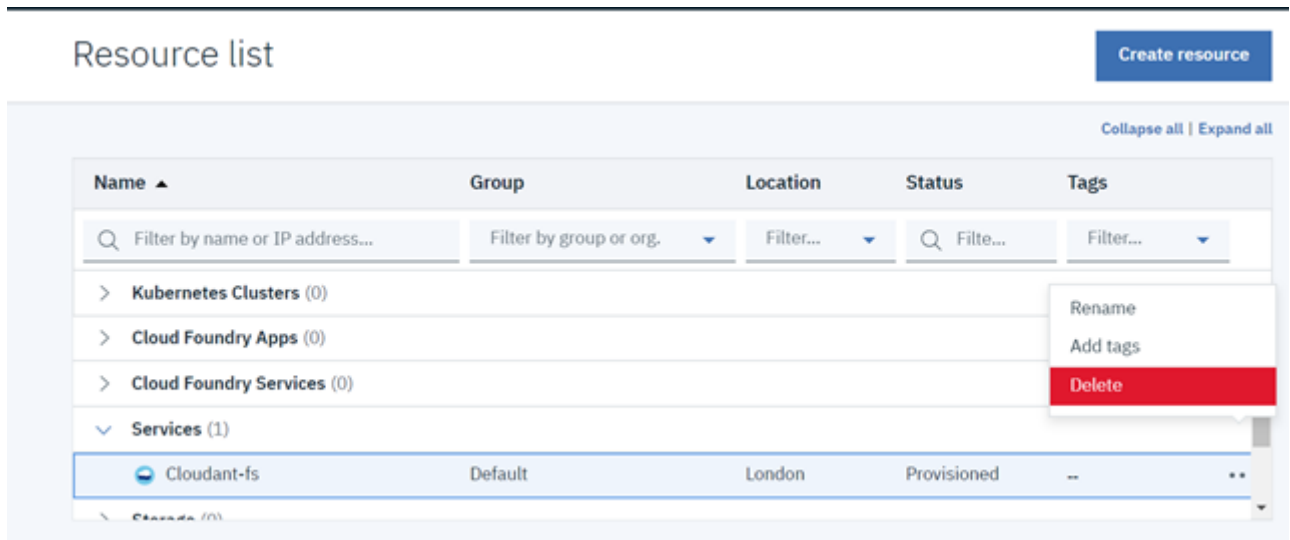 Resource list
Create resource
Collapse all | Expand all
Name Group Location Status Tags
Filter by name or IP address... Filter by group or org. Filter... Filte... Filter...
Kubernetes Clusters (0)
Rename
Cloud Foundry Apps (0)
Add tags
Cloud Foundry Services (0)
Delete
Services (1)
Cloudant-fs Default London Provisioned --
Storage (0)